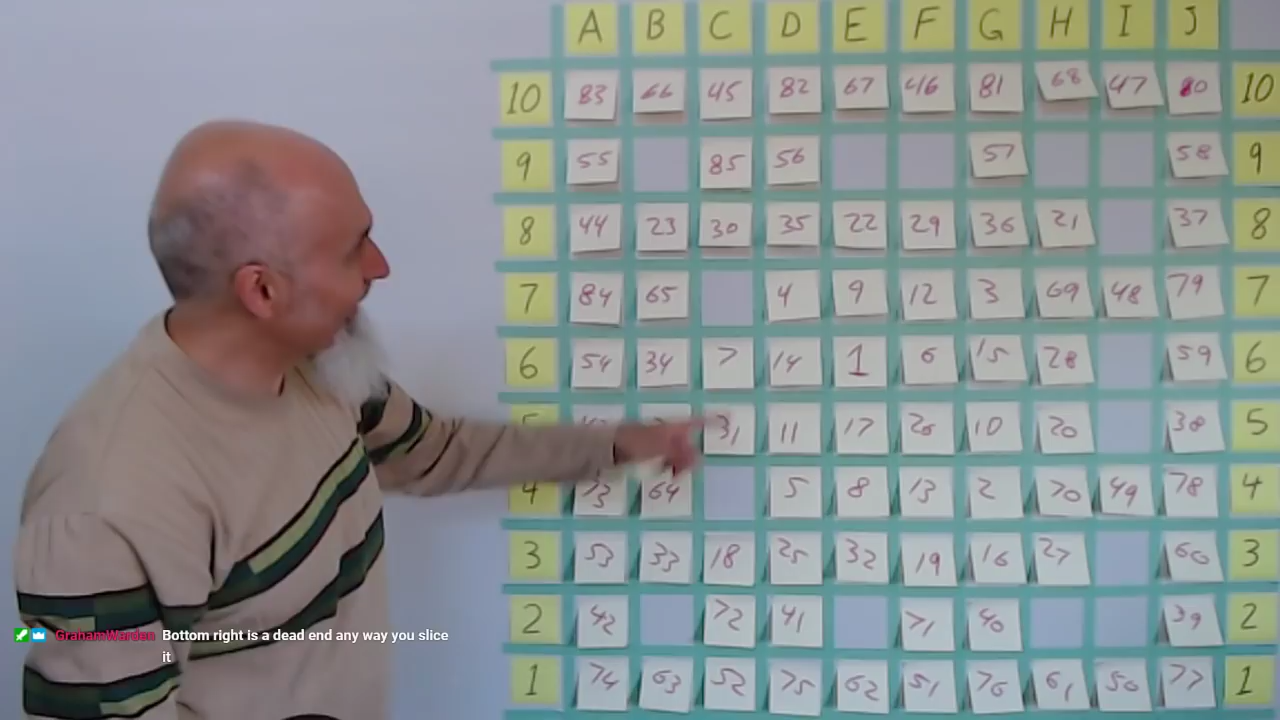 A B C D E F G H I J
10 83 66 45 82 67 46 81 68 47 80 10
9 55 85 56 57 58 9
8 44 23 30 35 22 29 36 21 37 8
7 84 65 4 9 12 3 69 48 79 7
6 54 34 7 14 1 6 15 28 59 6
31 11 17 26 10 20 38 5
4 73 64 5 8 13 2 70 49 78 4
3 53 33 18 25 32 19 16 27 60 3
2 42 72 41 71 40 39 2
1 74 63 52 75 62 51 76 61 50 77 1
GrahamWarden Bottom right is a dead end any way you slice
it